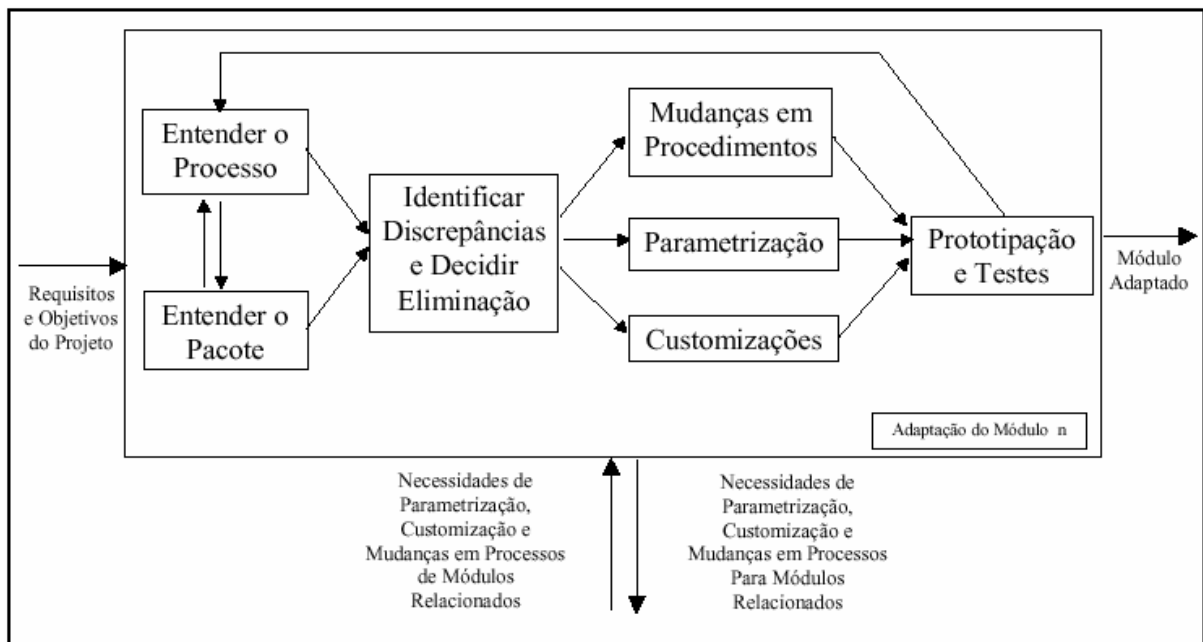 Entender o
Processo
Entender o
Pacote
Identificar
Discrepâncias
e Decidir
Eliminação
Mudanças em
Procedimentos
Parametrização
Customizações
Prototipação
e Testes
Requisitos
e Objetivos
do Projeto
Módulo
Adaptado
Adaptação do Módulo n
Necessidades de
Parametrização,
Customização e
Mudanças em Processos
de Módulos
Relacionados
Necessidades de
Parametrização,
Customização e
Mudanças em Processos
Para Módulos
Relacionados